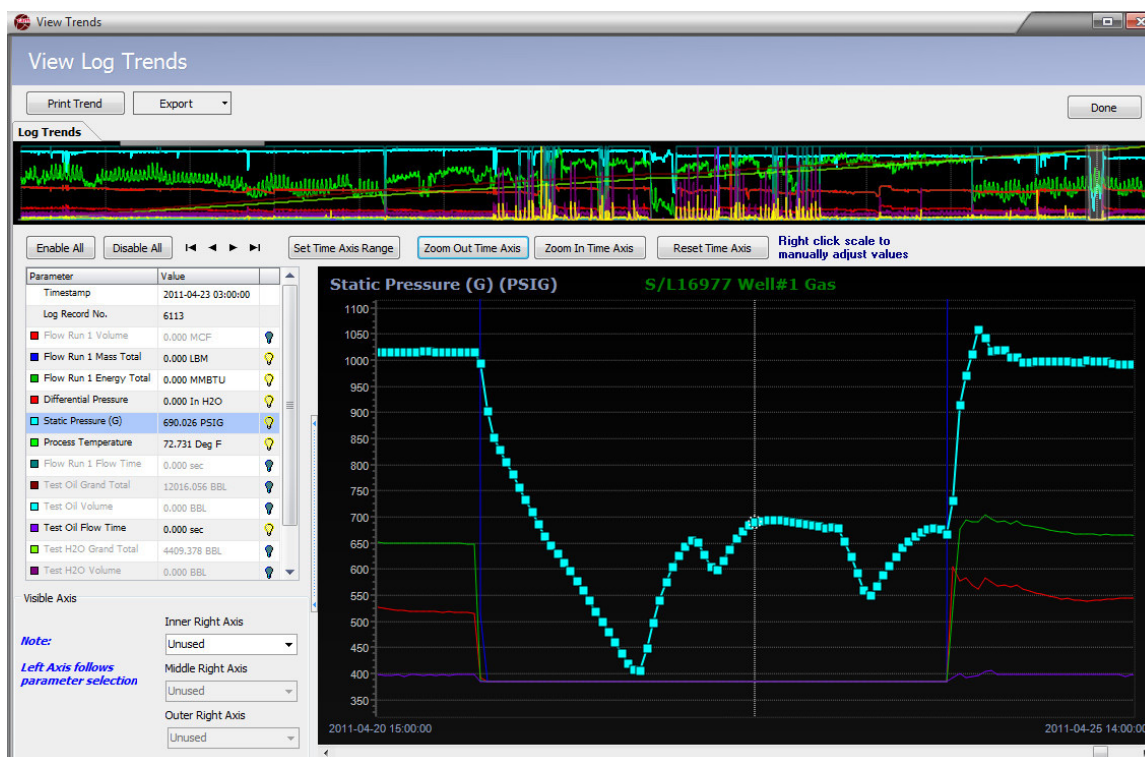 View Trends
View Log Trends
Print Trend
Export
Done
Log Trends
Enable All
Disable All
Set Time Axis Range
Zoom Out Time Axis
Zoom In Time Axis
Reset Time Axis
Right click scale to
manually adjust values
Parameter Value
Timestamp 2011-04-23 03:00:00
Log Record No. 6113
Flow Run 1 Volume 0.000 MCF
Flow Run 1 Mass Total 0.000 LBM
Flow Run 1 Energy Total 0.000 MMBTU
Differential Pressure 0.000 In H2O
Static Pressure (G) 690.026 PSIG
Process Temperature 72.731 Deg F
Flow Run 1 Flow Time 0.000 sec
Test Oil Grand Total 12016.056 BBL
Test Oil Volume 0.000 BBL
Test Oil Flow Time 0.000 sec
Test H2O Grand Total 4409.378 BBL
Test H2O Volume 0.000 BBL
Visible Axis
Note:
Left Axis follows
parameter selection
Inner Right Axis
Unused
Middle Right Axis
Unused
Outer Right Axis
Unused
Static Pressure (G) (PSIG)
S/L16977 Well#1 Gas
1100
1050
1000
950
900
850
800
750
700
650
600
550
500
450
400
350
2011-04-20 15:00:00
2011-04-25 14:00:00